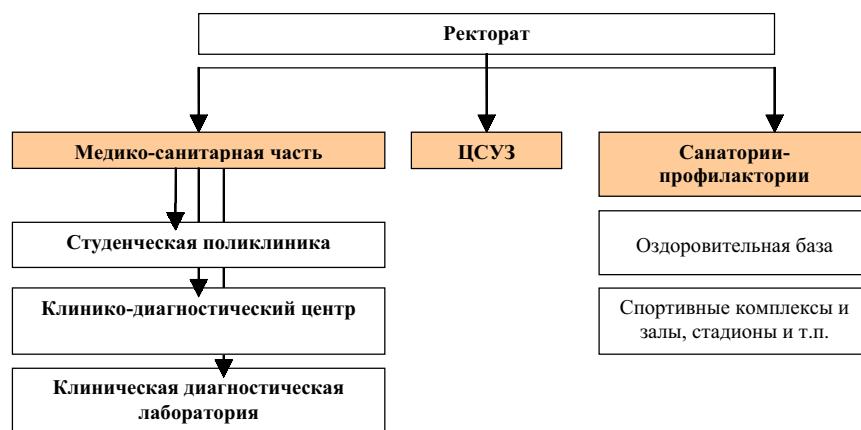 Ректорат
Медико-санитарная часть
ЦСУЗ
Санатории-
профилактории
Студенческая поликлиника
Оздоровительная база
Клинико-диагностический центр
Спортивные комплексы и
залы, стадионы и т.п.
Клиническая диагностическая
лаборатория